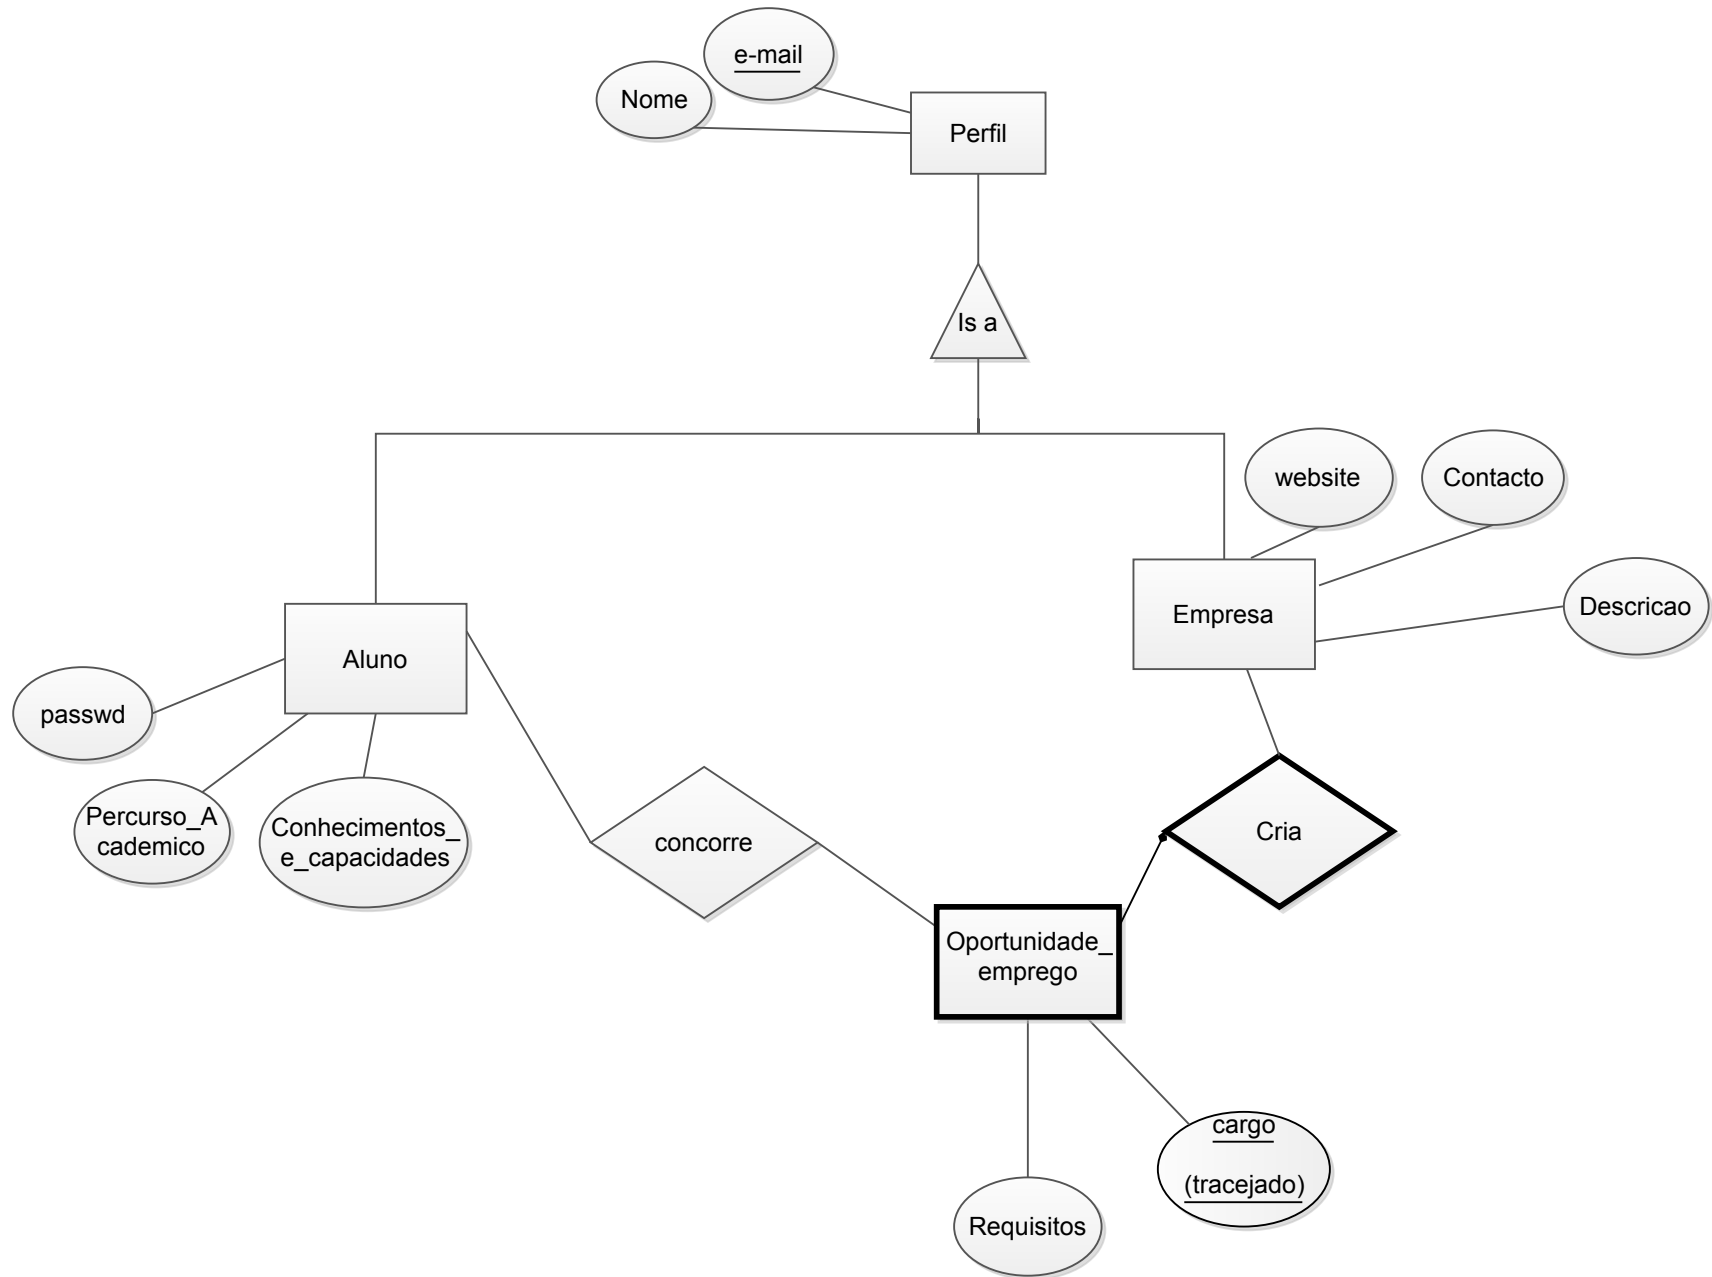 e-mail
Nome
Perfil
Is a
website
Contacto
Descricao
Empresa
Aluno
passwd
Percurso_A
cademico
Conhecimentos_
e_capacidades
concorre
Cria
Oportunidade_
emprego
cargo
(tracejado)
Requisitos